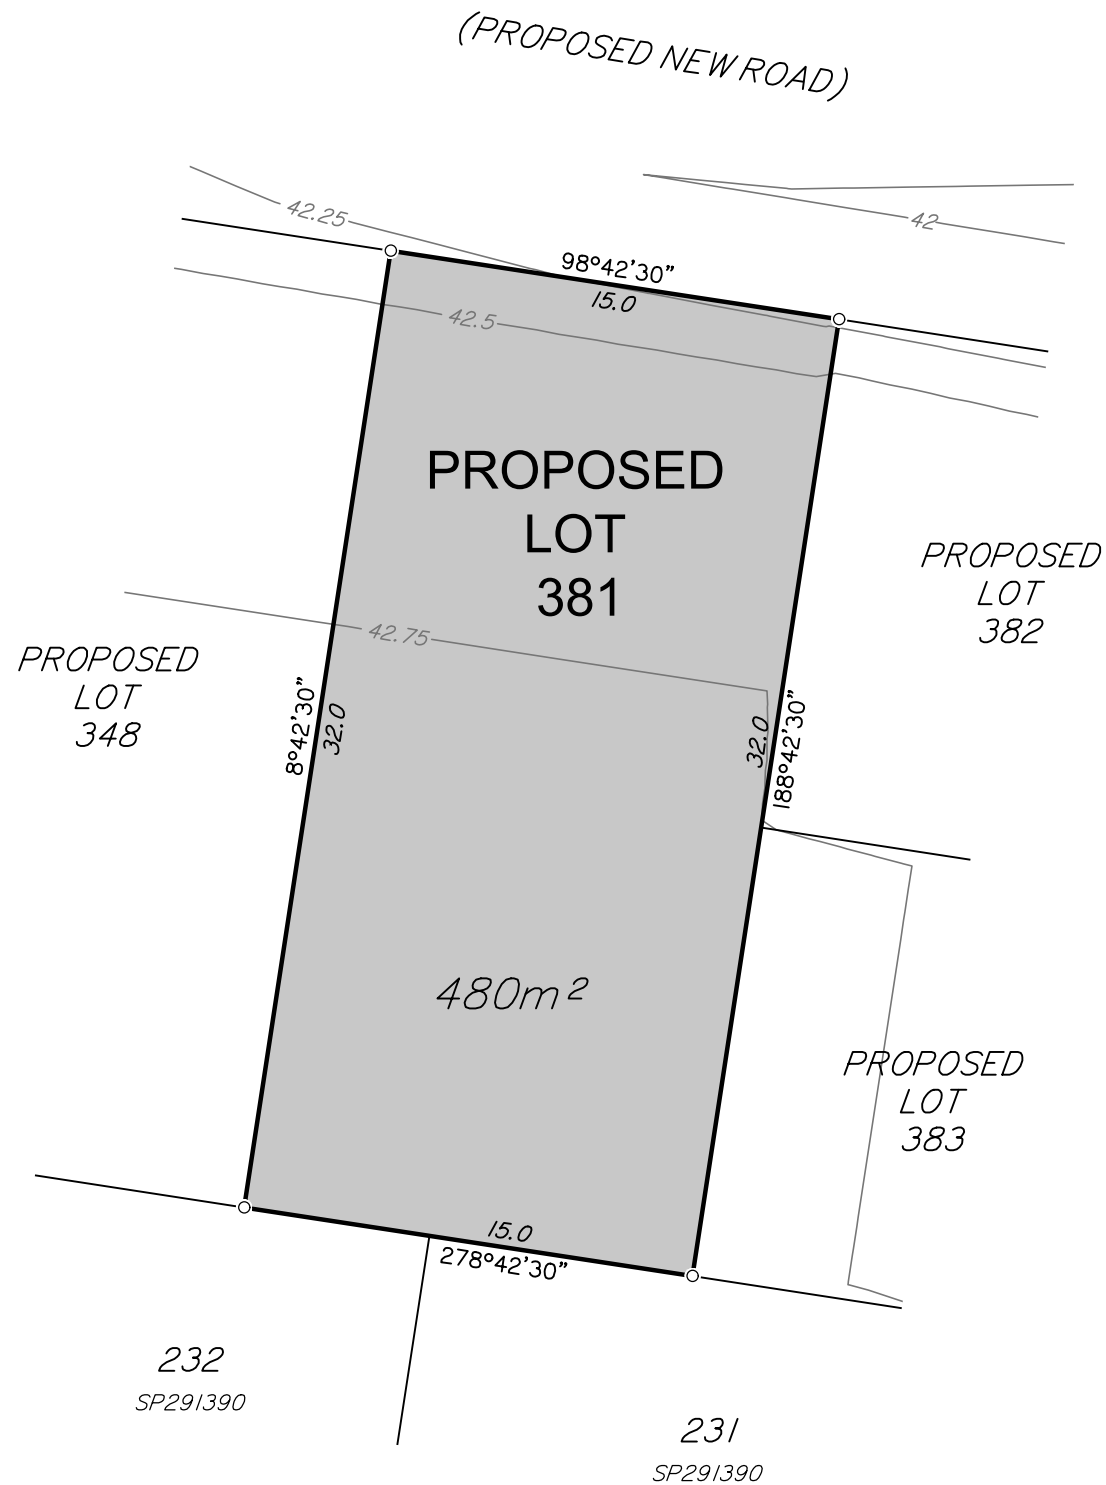 (PROPOSED NEW ROAD)
42.25
42
98°42'30"
15.0
42.5
PROPOSED
LOT
381
PROPOSED
LOT
382
42.75
PROPOSED
LOT
348
8°42'30"
32.0
32.0
188°42'30"
480m²
PROPOSED
LOT
383
15.0
278°42'30"
232
SP291390
231
SP291390